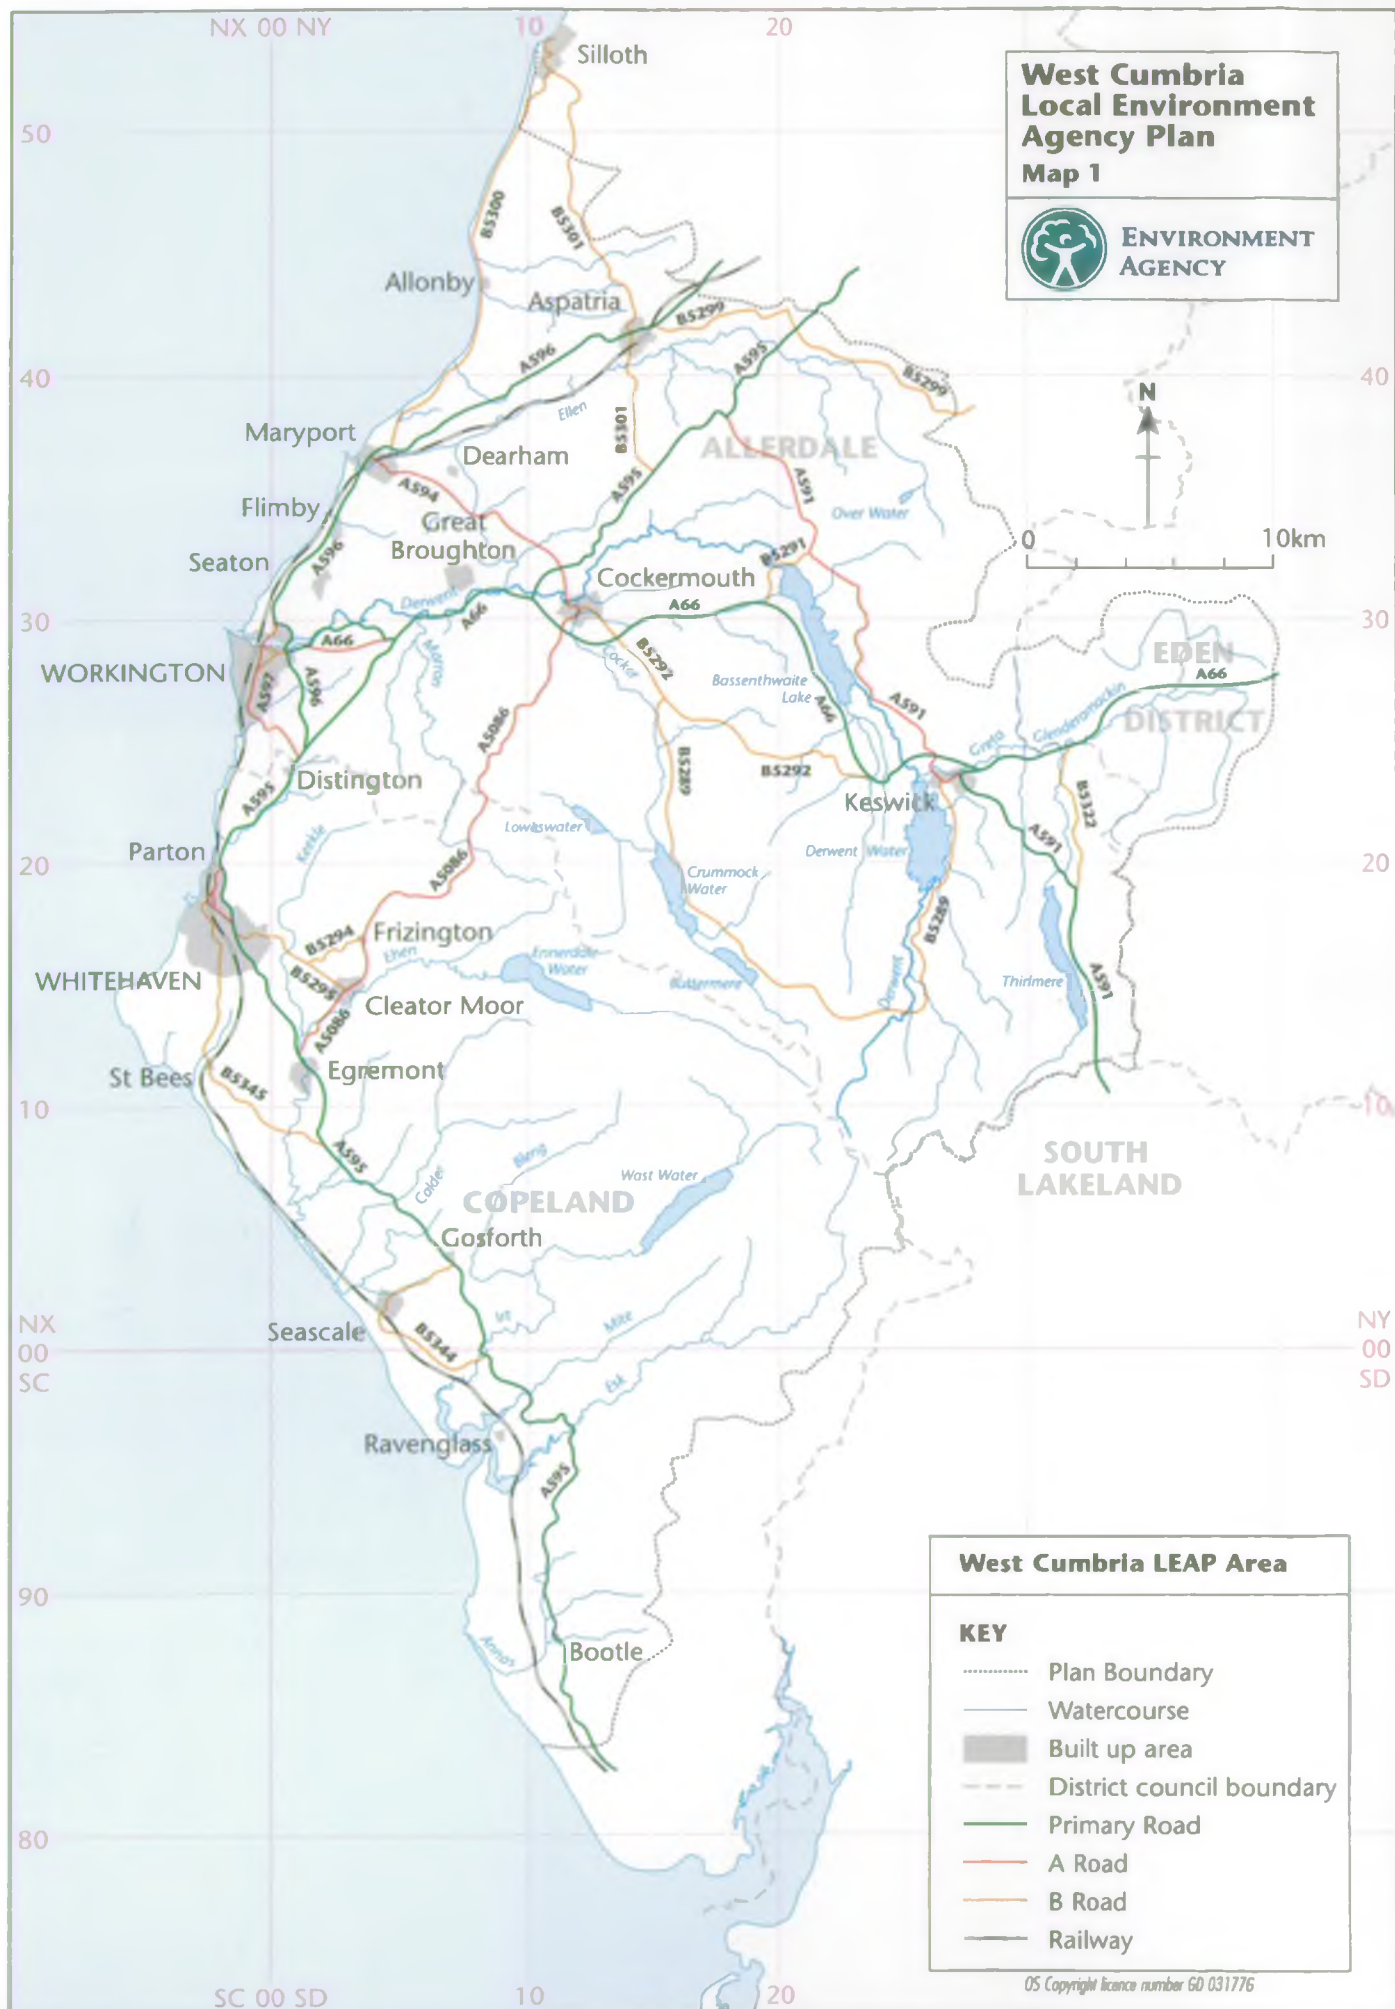 NX 00 NY
10
20
Silloth
West Cumbria
Local Environment
Agency Plan
Map 1
ENVIRONMENT
AGENCY
50
B5300
B5301
Allonby
Aspatria
B5299
A596
A595
B5299
40
40
N
Ellen
Maryport
B5301
ALLERDALE
Dearham
A594
A595
A591
Flimby
Great
Broughton
Over Water
0
10km
Seaton
A596
B5291
Cockermouth
Derwent
A66
A66
30
30
A66
EDEN
WORKINGTON
Marron
Cocker
B5292
Bassenthwaite
Lake
A66
A66
A597
A596
A591
Greta
Glenderamackin
DISTRICT
A5086
B5289
B5292
Distington
A595
Keswick
B5322
Loweswater
Keekle
Parton
Derwent Water
A591
20
20
A5086
Crummock
Water
B5289
Frizington
B5294
Ehen
Ennerdale
Water
WHITEHAVEN
B5295
Buttermere
Derwent
Thirlmere
A591
Cleator Moor
A5086
St Bees
Egremont
B5345
10
10
A595
Bleng
Calder
Wast Water
SOUTH
LAKELAND
COPELAND
Gosforth
Irt
Mite
NX
00
SC
NY
00
SD
Seascale
B5344
Esk
Ravenglass
A595
90
West Cumbria LEAP Area
KEY
Annas
Bootle
Plan Boundary
Watercourse
Built up area
District council boundary
80
Primary Road
A Road
B Road
Railway
OS Copyright licence number GD 031776
SC 00 SD
10
20